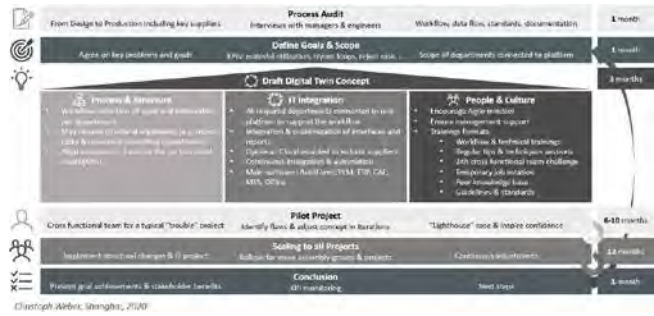 Process Audit
From Design to Production including key suppliers
Interviews with managers & engineers
Workflow, data flow, standards, documentation
1 month
Define Goals & Scope
Agree on key problems and goals
Scope of departments connected to platform
1 month
Draft Digital Twin Concept
3 months
Process & Structure
IT Integration
All required departments connected in one
platform to support the workflow
Integration & customization of interfaces and
reports
Continuous integration & automation
People & Culture
Encourage Agile mindset
Ensure management support
Trainings formats
Workflow & technical trainings
Regular tips & techniques sessions
24h cross functional team challenge
Temporary job rotation
Peer knowledge base
Guidelines & standards
Pilot Project
Cross functional team for a typical "trouble" project
Identify flaws & adjust concept in iterations
"Lighthouse" case & inspire confidence
6-10 months
Scaling to all Projects
Implement structural changes & IT project
Rollout for more assembly groups & projects
Continuous adjustments
12 months
Conclusion
Present goal achievements & stakeholder benefits
KPI monitoring
Next steps
1 month
Christoph Weber, Shanghai, 2020